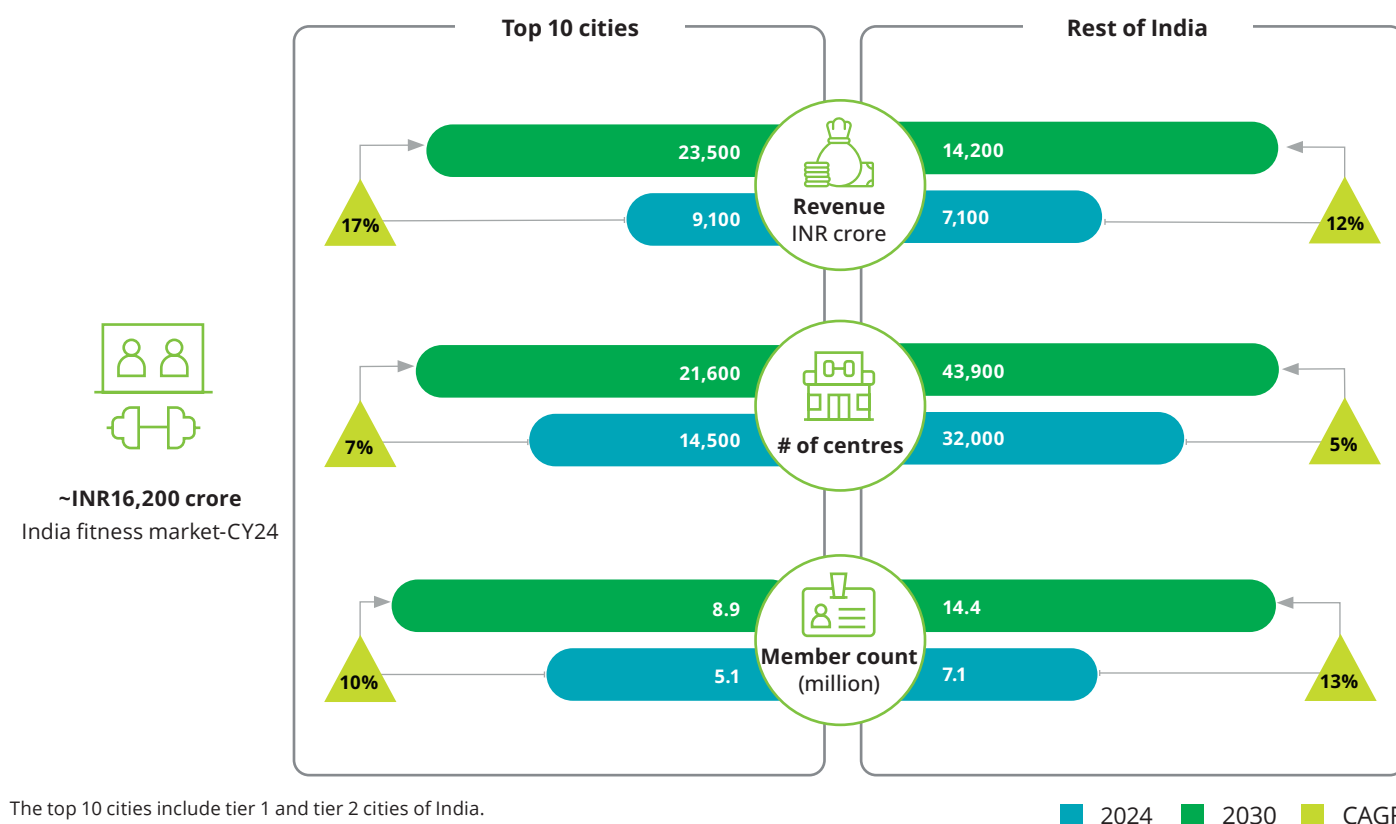 Top 10 cities
Rest of India
23,500
14,200
17%
9,100
Revenue
INR crore
7,100
12%
21,600
43,900
7%
14,500
# of centres
32,000
5%
~INR16,200 crore
India fitness market-CY24
8.9
14.4
10%
5.1
Member count
(million)
7.1
13%
The top 10 cities include tier 1 and tier 2 cities of India.
2024
2030
CAGR